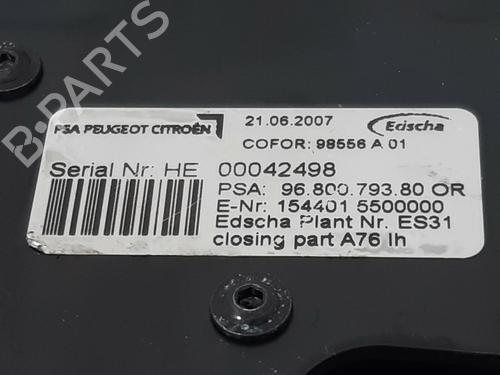 B-PARTS
PSA PEUGEOT CITROËN
21.06.2007
Edscha
COFOR: 98556 A 01
Serial Nr: HE 00042498
PSA: 96.800.793.80 OR
E-Nr: 154401 5500000
Edscha Plant Nr. ES31
closing part A76 lh